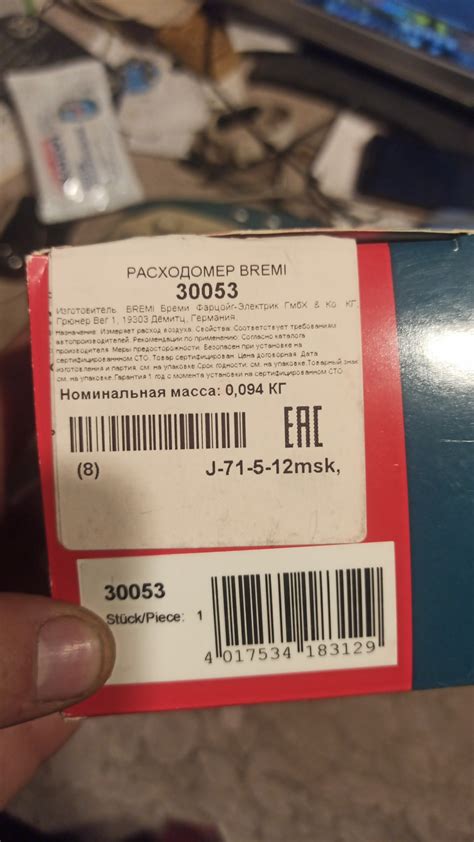 РАСХОДОМЕР BREMI
30053
Изготовитель: BREMI Бреми Фарцойг-Электрик ГмбХ & Ко. КГ,
Грюнер Вег 1, 19303 Дёмитц, Германия
Назначение: Измеряет расход воздуха. Свойства: Соответствует требованиям
автопроизводителей. Рекомендации по применению: Согласно каталога
производителя Меры предосторожности: Безопасен при установке на
сертифицированном СТО. Товар сертифицирован. Цена договорная. Дата
изготовления и партия: см. на упаковке.Срок годности: см. на упаковке.Товарный знак:
см. на упаковке.Гарантия 1 год с момента установки на сертифицированном СТО.
Номинальная масса: 0,094 КГ
EAC
(8) J-71-5-12msk,
30053
Stück/Piece: 1
4 017534 183129